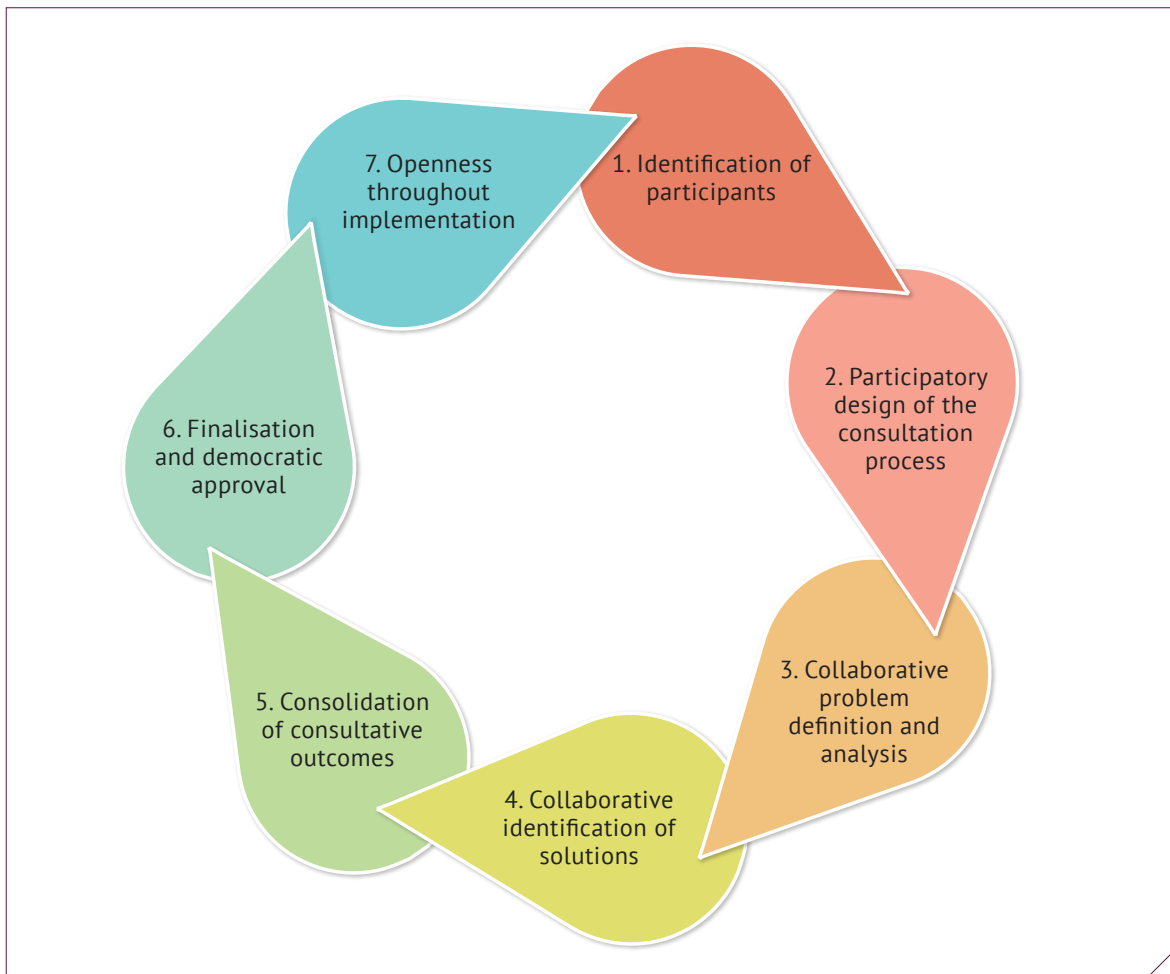 1. Identification of
participants
2. Participatory
design of the
consultation
process
3. Collaborative
problem
definition and
analysis
4. Collaborative
identification of
solutions
5. Consolidation
of consultative
outcomes
6. Finalisation
and democratic
approval
7. Openness
throughout
implementation